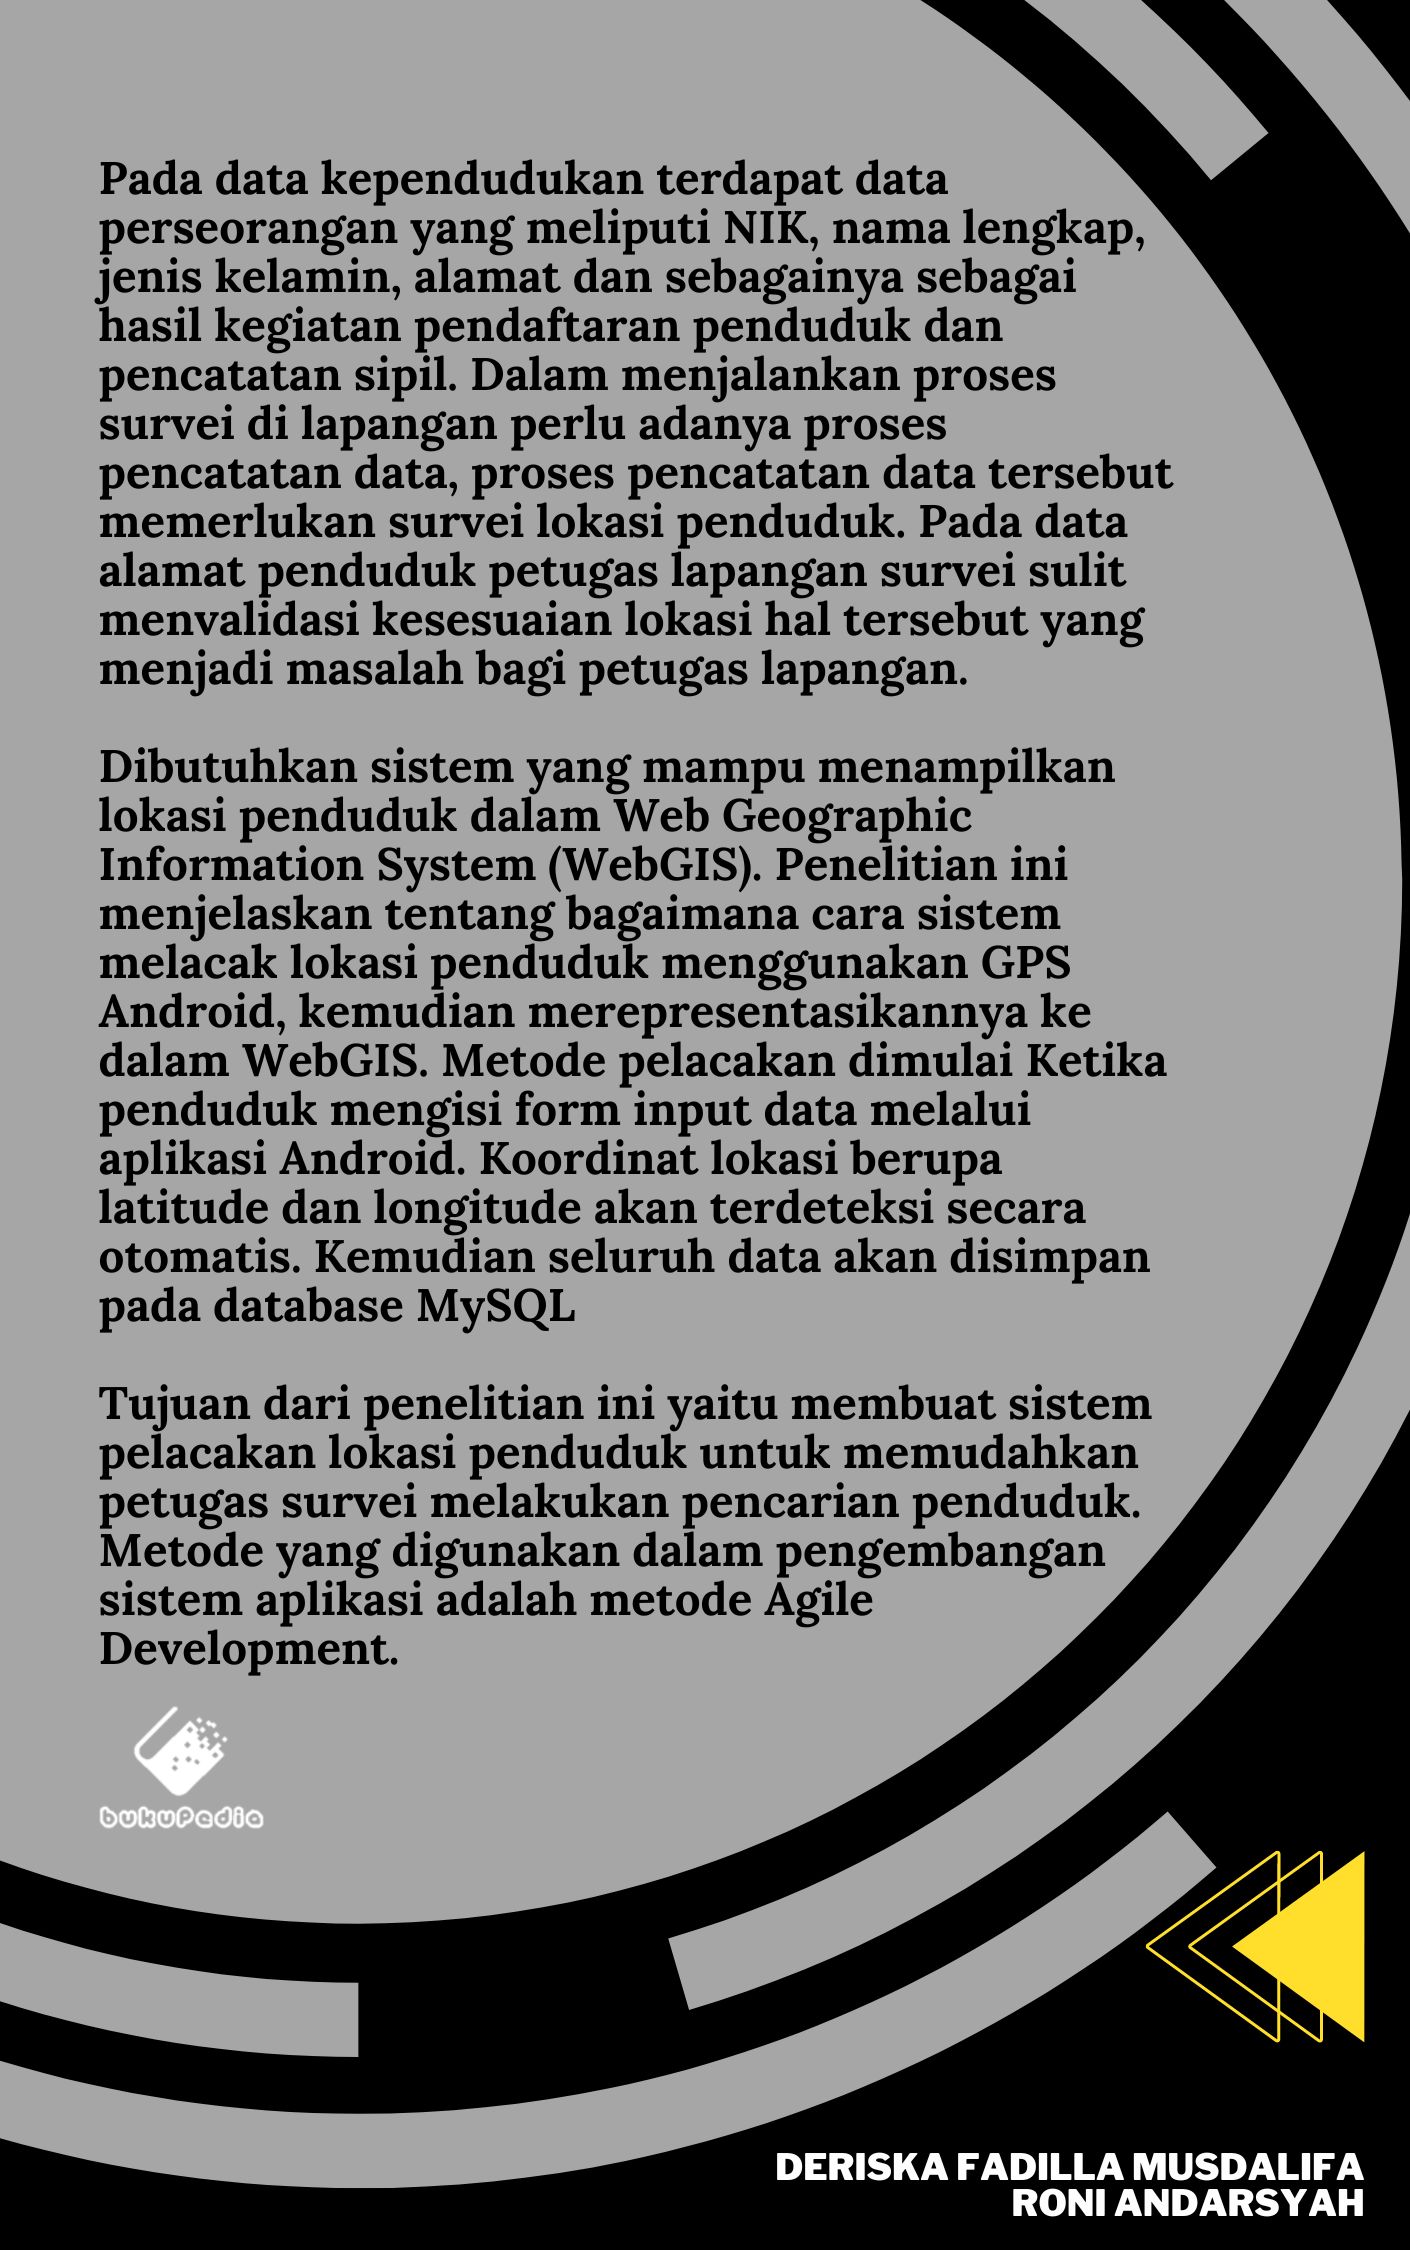 Pada data kependudukan terdapat data
perseorangan yang meliputi NIK, nama lengkap,
jenis kelamin, alamat dan sebagainya sebagai
hasil kegiatan pendaftaran penduduk dan
pencatatan sipil. Dalam menjalankan proses
survei di lapangan perlu adanya proses
pencatatan data, proses pencatatan data tersebut
memerlukan survei lokasi penduduk. Pada data
alamat penduduk petugas lapangan survei sulit
menvalidasi kesesuaian lokasi hal tersebut yang
menjadi masalah bagi petugas lapangan.
Dibutuhkan sistem yang mampu menampilkan
lokasi penduduk dalam Web Geographic
Information System (WebGIS). Penelitian ini
menjelaskan tentang bagaimana cara sistem
melacak lokasi penduduk menggunakan GPS
Android, kemudian merepresentasikannya ke
dalam WebGIS. Metode pelacakan dimulai Ketika
penduduk mengisi form input data melalui
aplikasi Android. Koordinat lokasi berupa
latitude dan longitude akan terdeteksi secara
otomatis. Kemudian seluruh data akan disimpan
pada database MySQL
Tujuan dari penelitian ini yaitu membuat sistem
pelacakan lokasi penduduk untuk memudahkan
petugas survei melakukan pencarian penduduk.
Metode yang digunakan dalam pengembangan
sistem aplikasi adalah metode Agile
Development.
bukuPedia
DERISKA FADILLA MUSDALIFA
RONI ANDARSYAH